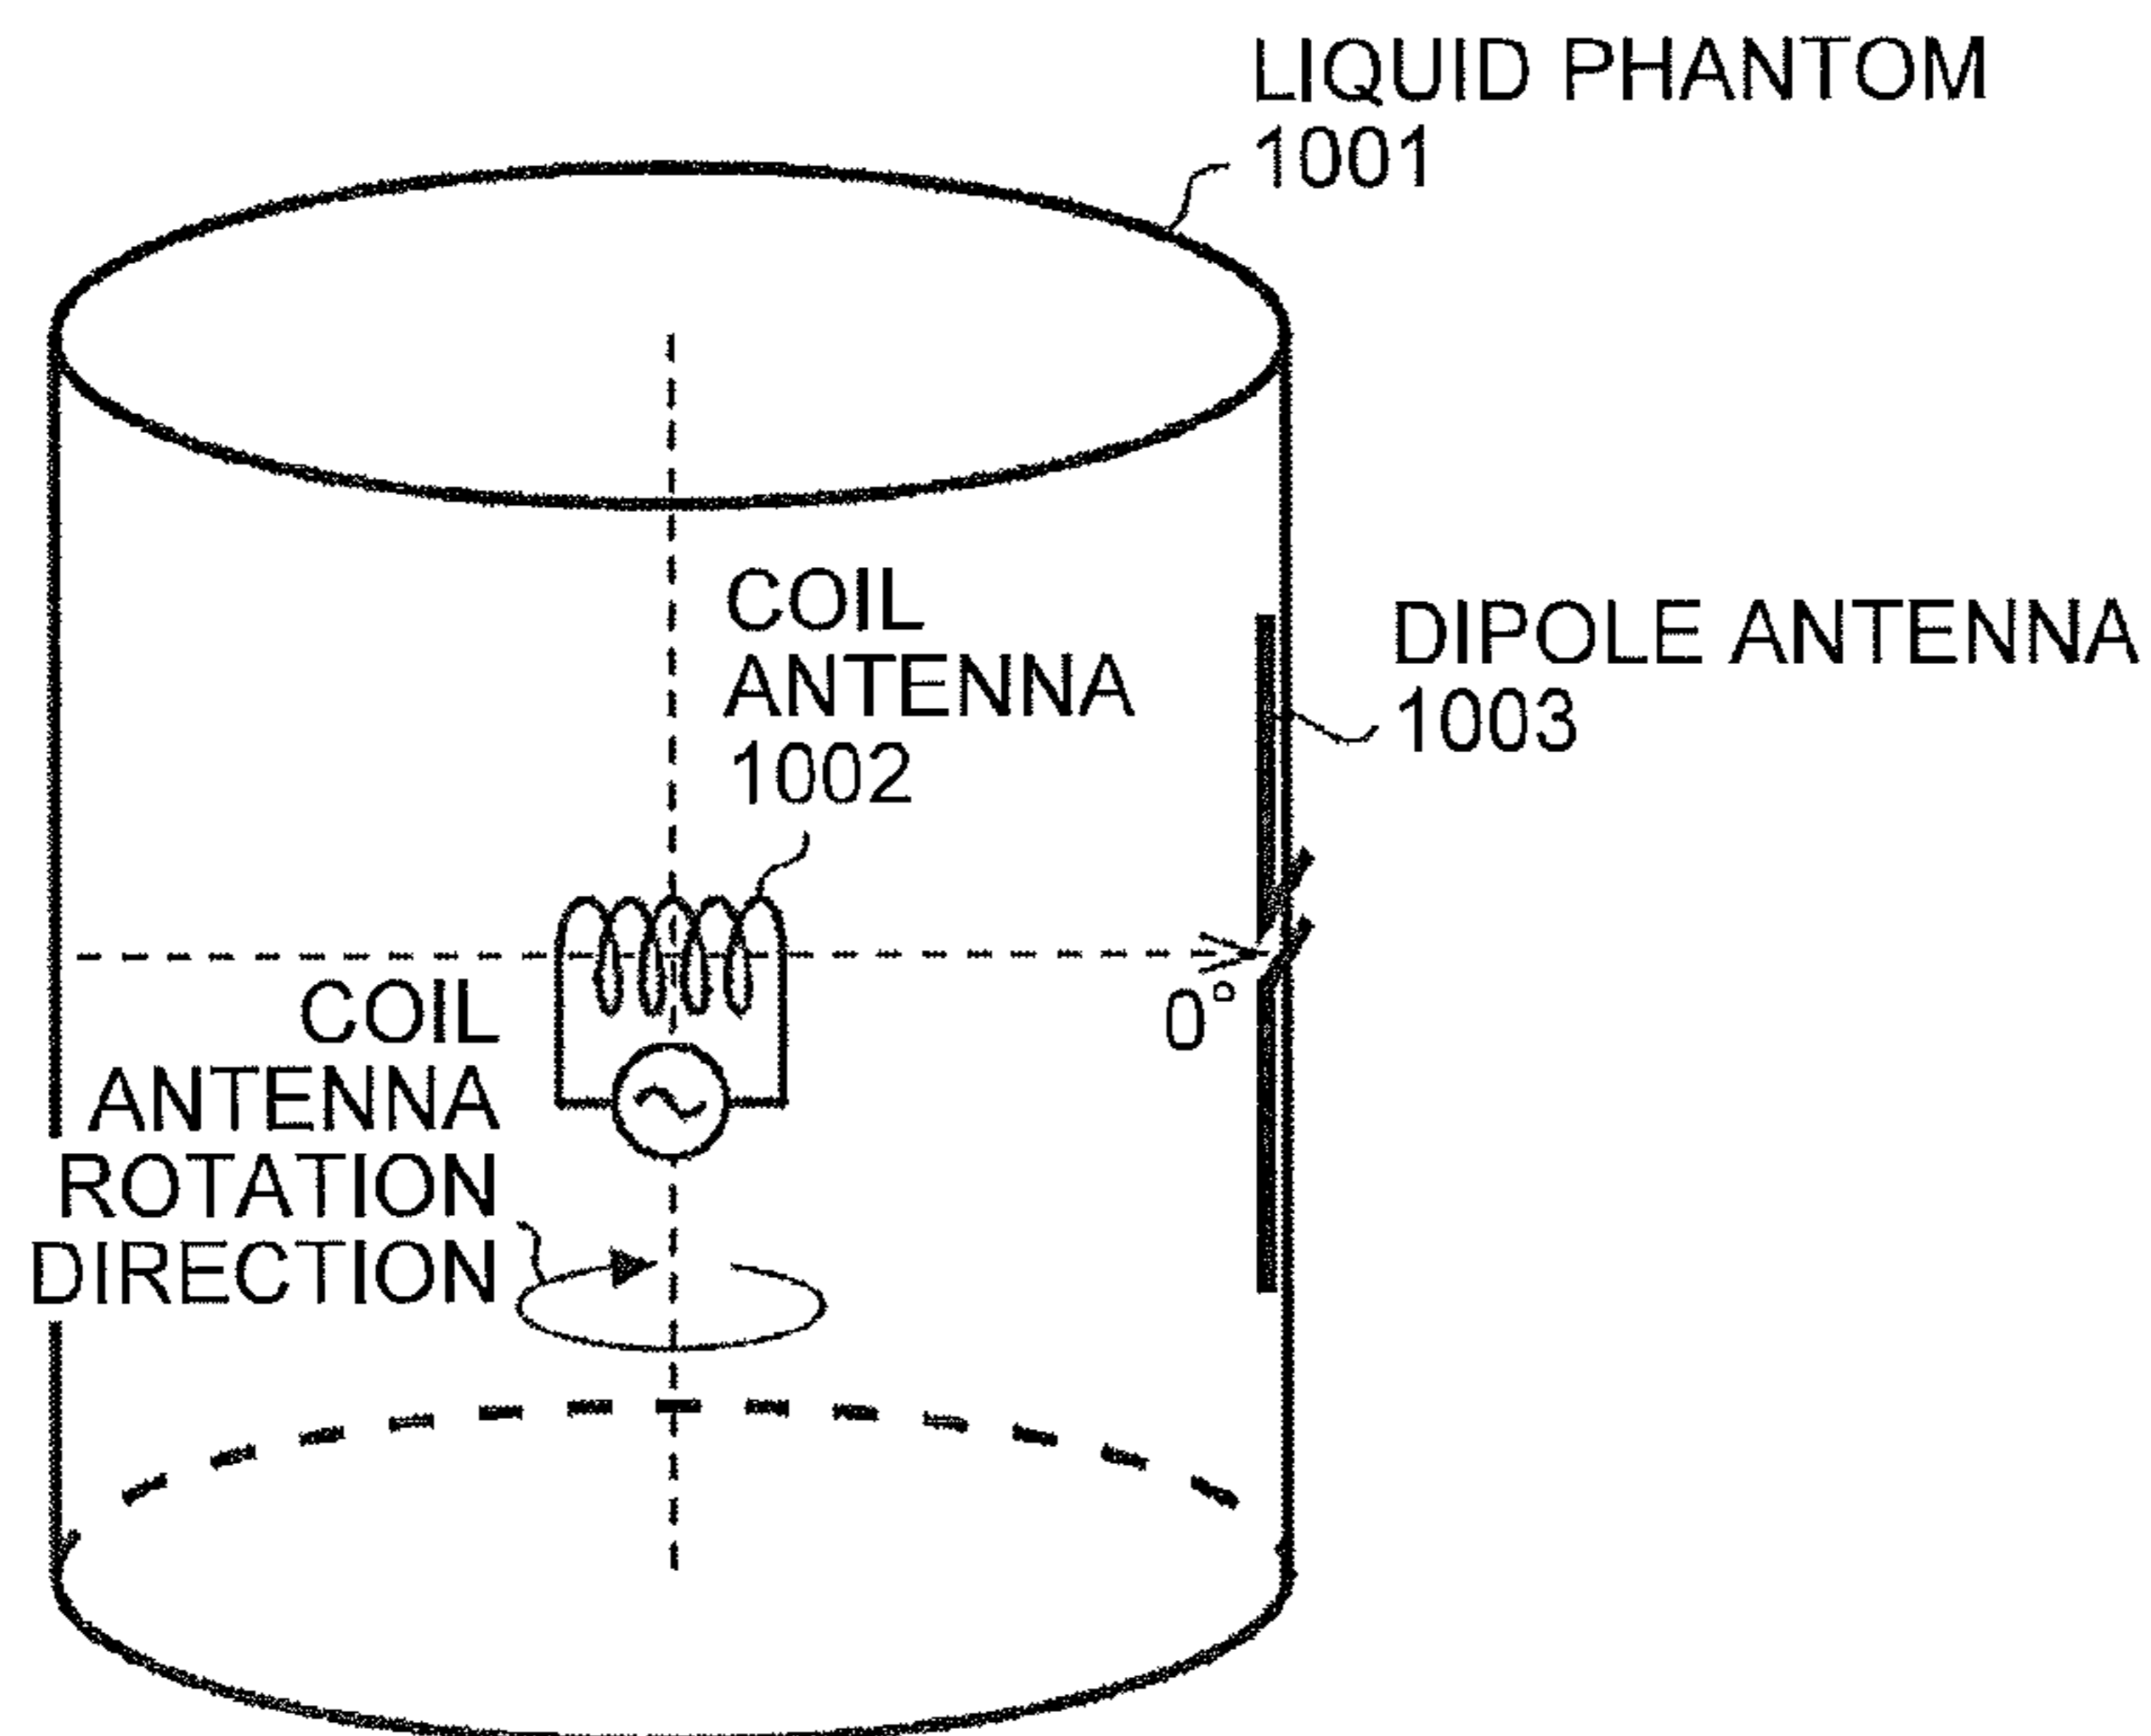 LIQUID PHANTOM
1001
COIL
ANTENNA
1002
DIPOLE ANTENNA
1003
0°
COIL
ANTENNA
ROTATION
DIRECTION